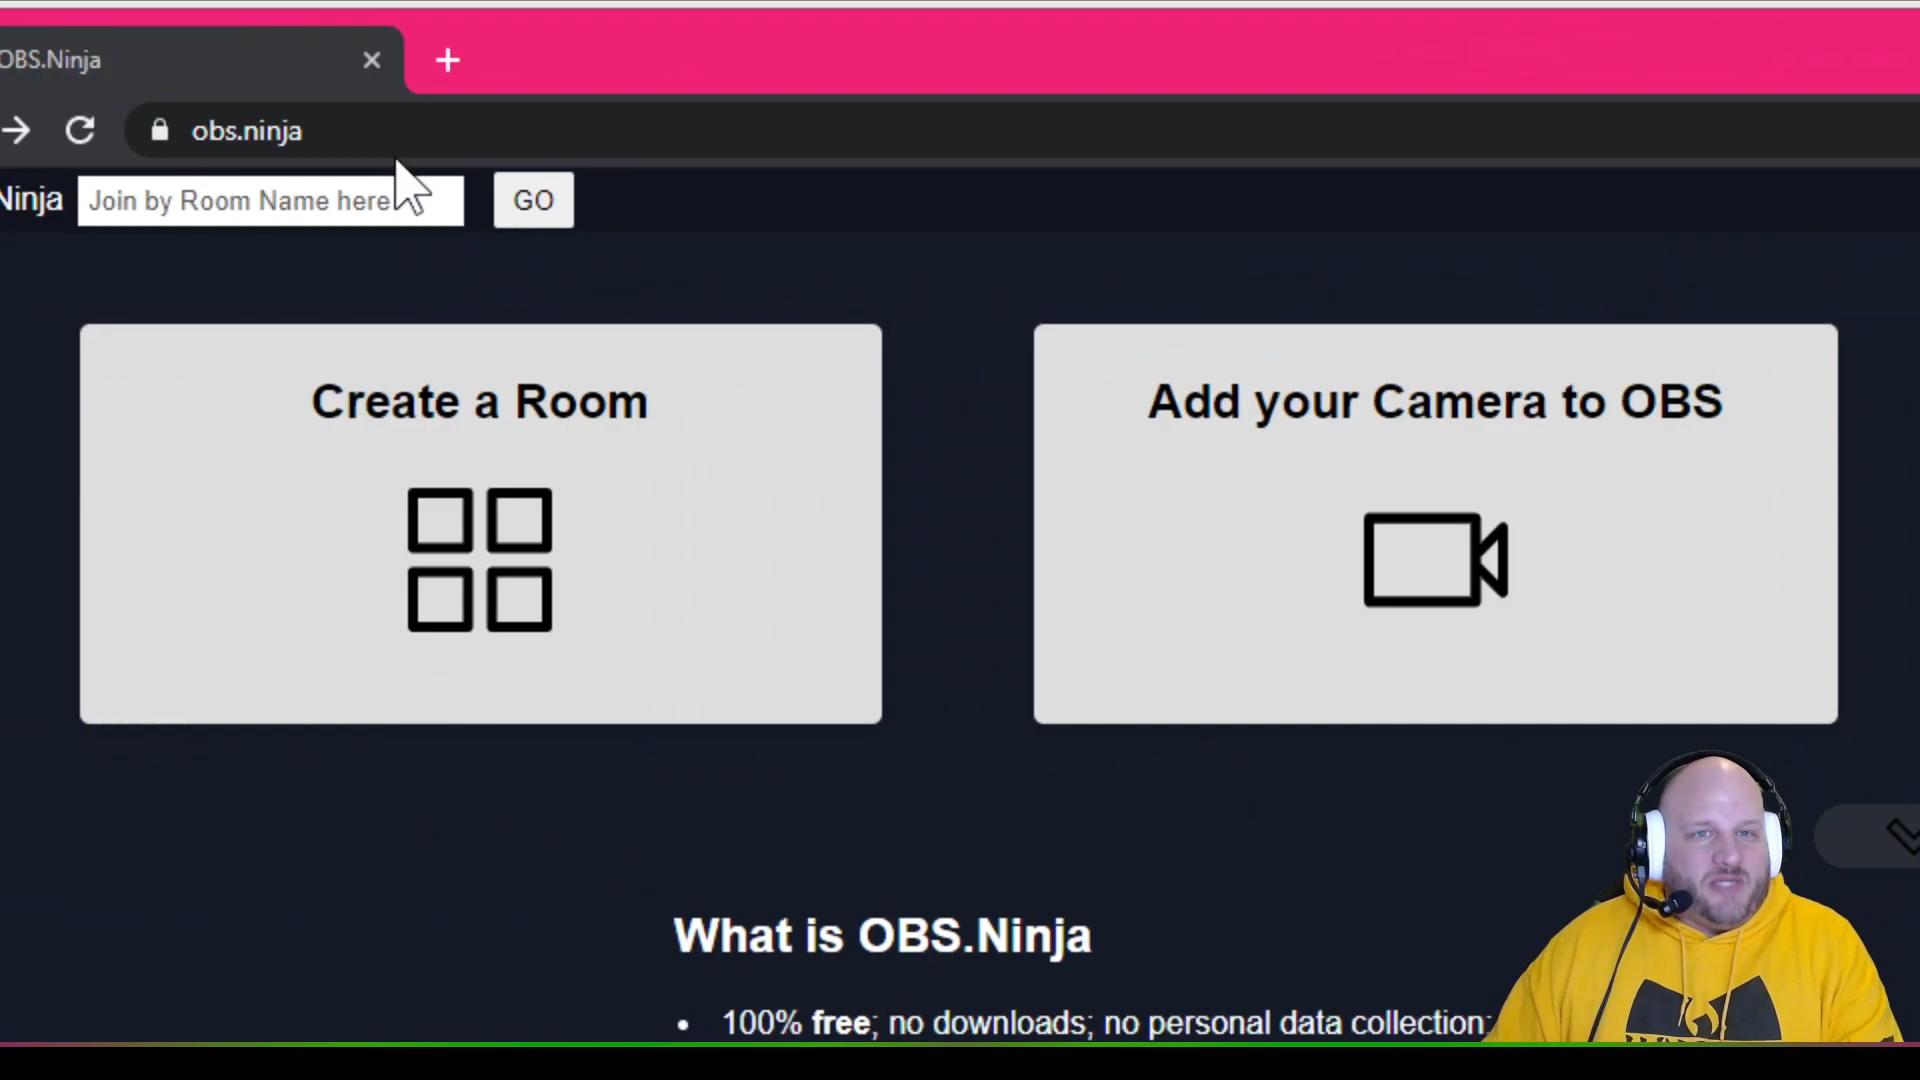 OBS.Ninja
obs.ninja
Ninja
Join by Room Name here
GO
Create a Room
Add your Camera to OBS
What is OBS.Ninja
• 100% free; no downloads; no personal data collection;